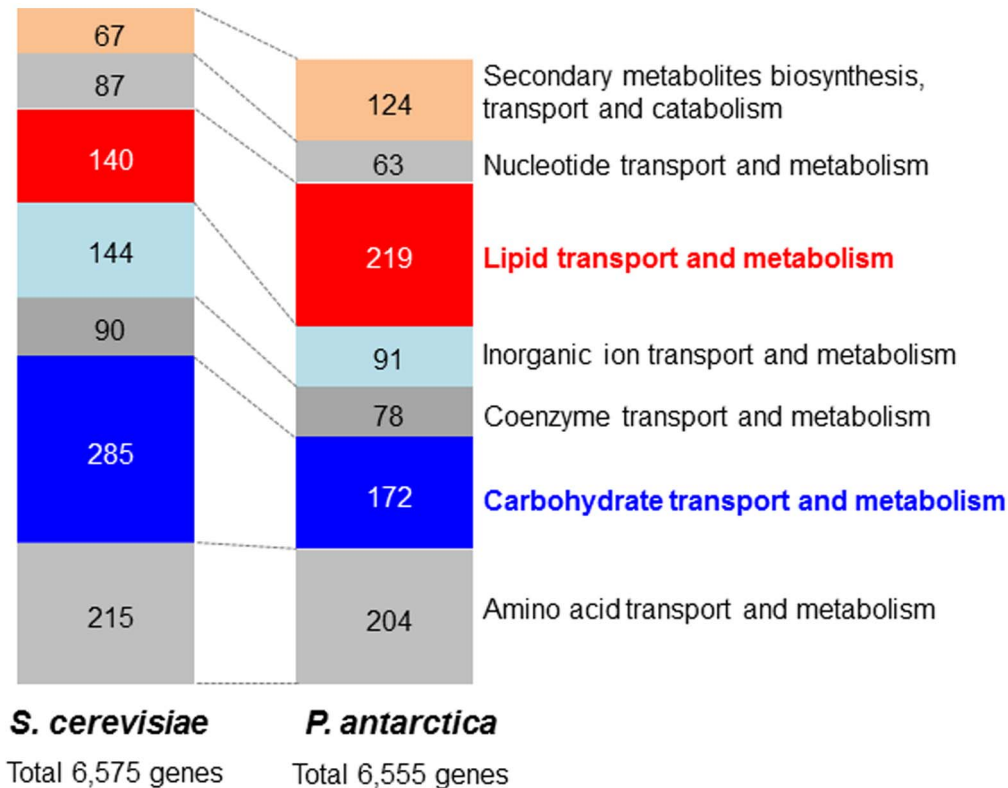 67
87
140
144
90
285
215
124
63
219
91
78
172
204
Secondary metabolites biosynthesis,
transport and catabolism
Nucleotide transport and metabolism
Lipid transport and metabolism
Inorganic ion transport and metabolism
Coenzyme transport and metabolism
Carbohydrate transport and metabolism
Amino acid transport and metabolism
S. cerevisiae
P. antarctica
Total 6,575 genes
Total 6,555 genes